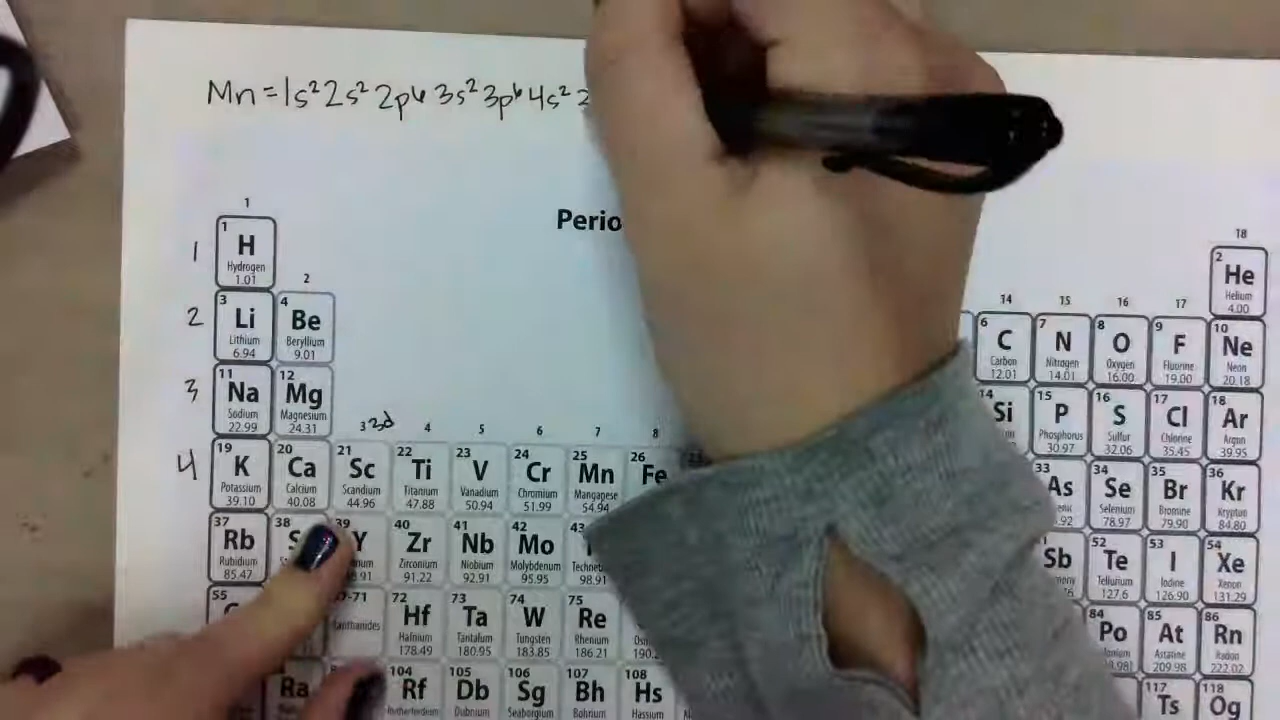 Mn = 1s² 2s² 2p⁶ 3s² 3p⁶ 4s²
1 18
Perio
1 H Hydrogen 1.01
1
2
2 He Helium 4.00
14 15 16 17
2
3 Li Lithium 6.94
4 Be Beryllium 9.01
6 C Carbon 12.01
7 N Nitrogen 14.01
8 O Oxygen 16.00
9 F Fluorine 19.00
10 Ne Neon 20.18
3
11 Na Sodium 22.99
12 Mg Magnesium 24.31
14 Si
15 P Phosphorus 30.97
16 S Sulfur 32.06
17 Cl Chlorine 35.45
18 Ar Argon 39.95
3 4 5 6 7 8
4
19 K Potassium 39.10
20 Ca Calcium 40.08
21 Sc Scandium 44.96
22 Ti Titanium 47.88
23 V Vanadium 50.94
24 Cr Chromium 51.99
25 Mn Manganese 54.94
26 Fe
33 As .92
34 Se Selenium 78.97
35 Br Bromine 79.90
36 Kr Krypton 84.80
37 Rb Rubidium 85.47
38 S
39 Y
40 Zr Zirconium 91.22
41 Nb Niobium 92.91
42 Mo Molybdenum 95.95
43 Technet 98.91
Sb
52 Te Tellurium 127.6
53 I Iodine 126.90
54 Xe Xenon 131.29
55
72 Hf Hafnium 178.49
73 Ta Tantalum 180.95
74 W Tungsten 183.85
75 Re Rhenium 186.21
190.2
84 Po
85 At Astatine 209.98
86 Rn Radon 222.02
Ra
104 Rf Rutherfordium
105 Db Dubnium
106 Sg Seaborgium
107 Bh Bohrium
108 Hs Hassium
117 Ts
118 Og